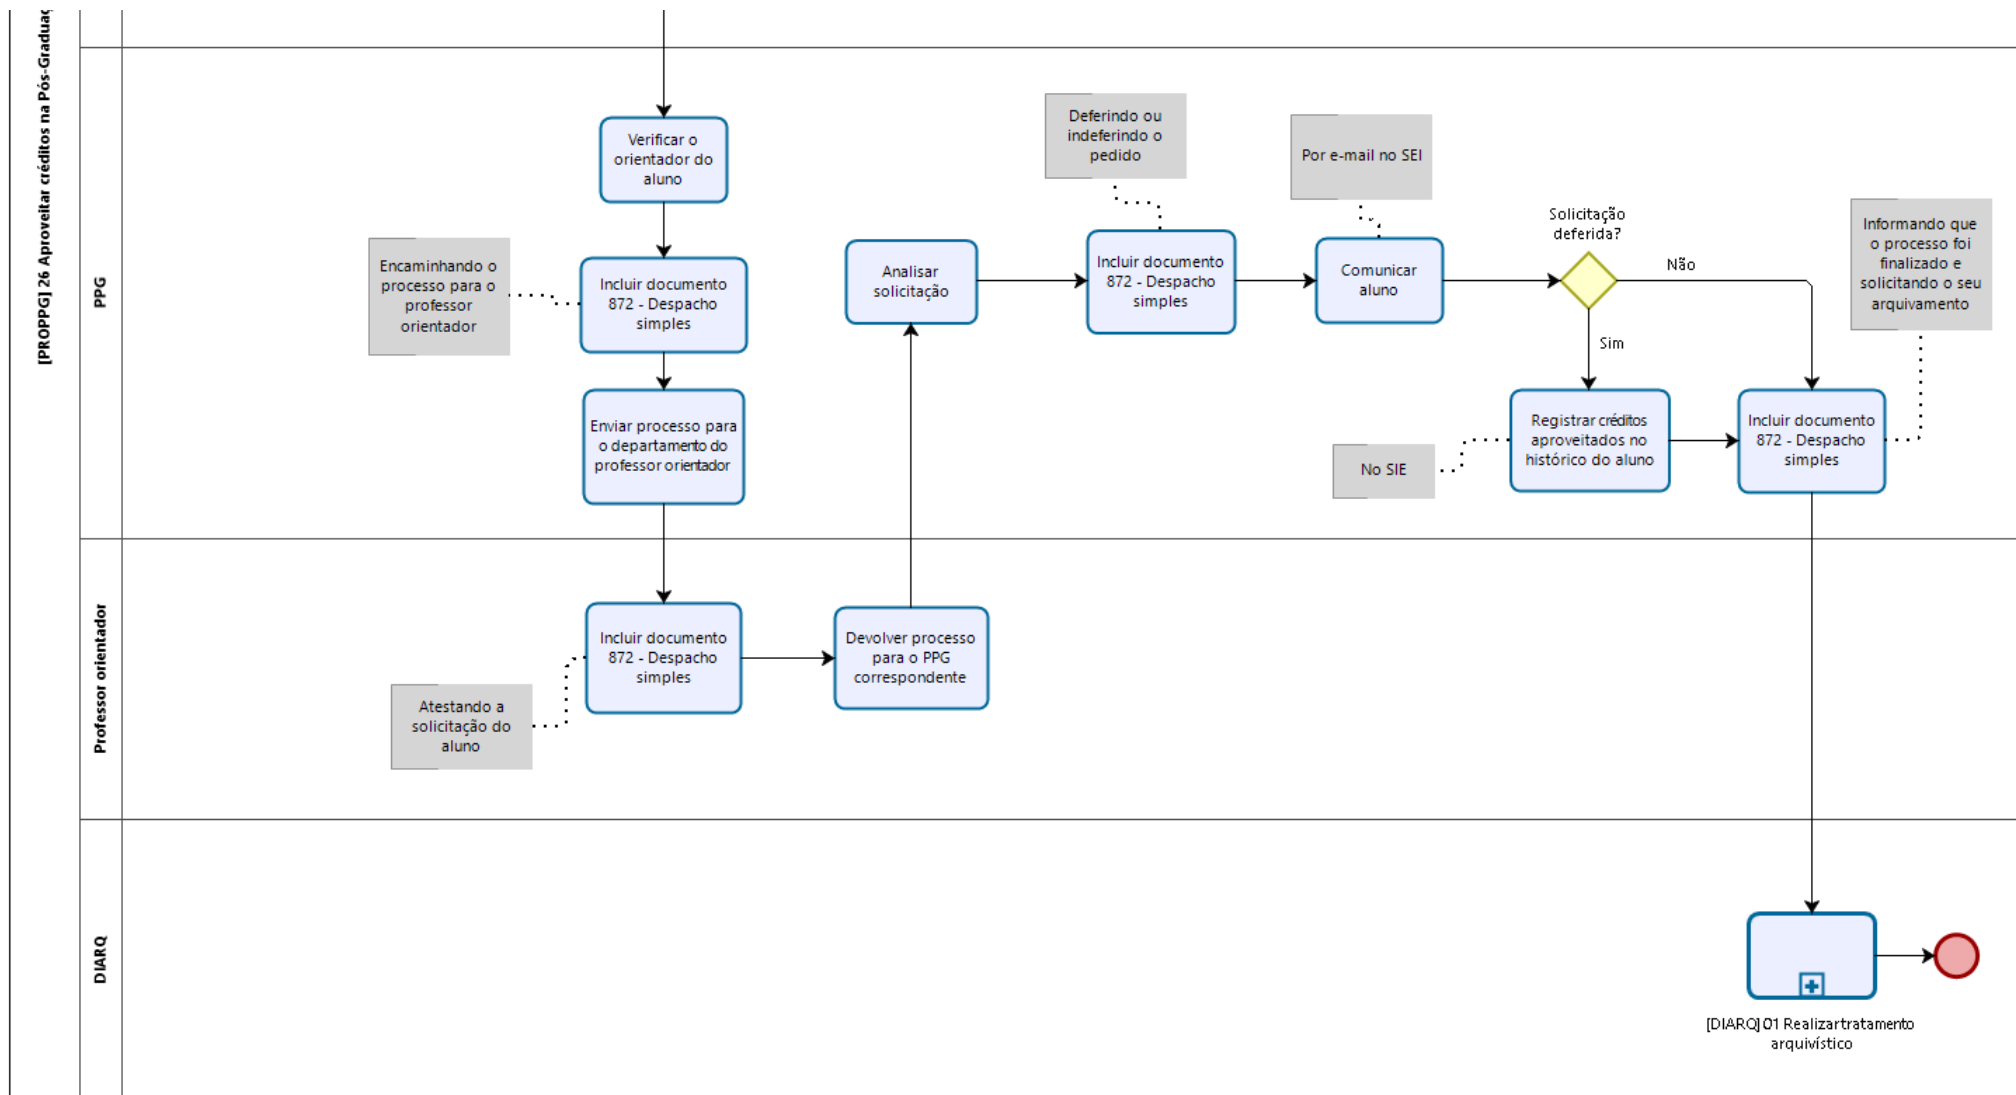 [PROPPG] 26 Aproveitar créditos na Pós-Graduaç
PPG
Verificar o
orientador do
aluno
Encaminhando o
processo para o
professor
orientador
Incluir documento
872 - Despacho
simples
Enviar processo para
o departamento do
professor orientador
Analisar
solicitação
Deferindo ou
indeferindo o
pedido
Incluir documento
872 - Despacho
simples
Por e-mail no SEI
Comunicar
aluno
Solicitação
deferida?
Não
Sim
Informando que
o processo foi
finalizado e
solicitando o seu
arquivamento
No SIE
Registrar créditos
aproveitados no
histórico do aluno
Incluir documento
872 - Despacho
simples
Professor orientador
Incluir documento
872 - Despacho
simples
Atestando a
solicitação do
aluno
Devolver processo
para o PPG
correspondente
DIARQ
[DIARQ] 01 Realizar tratamento
arquivístico